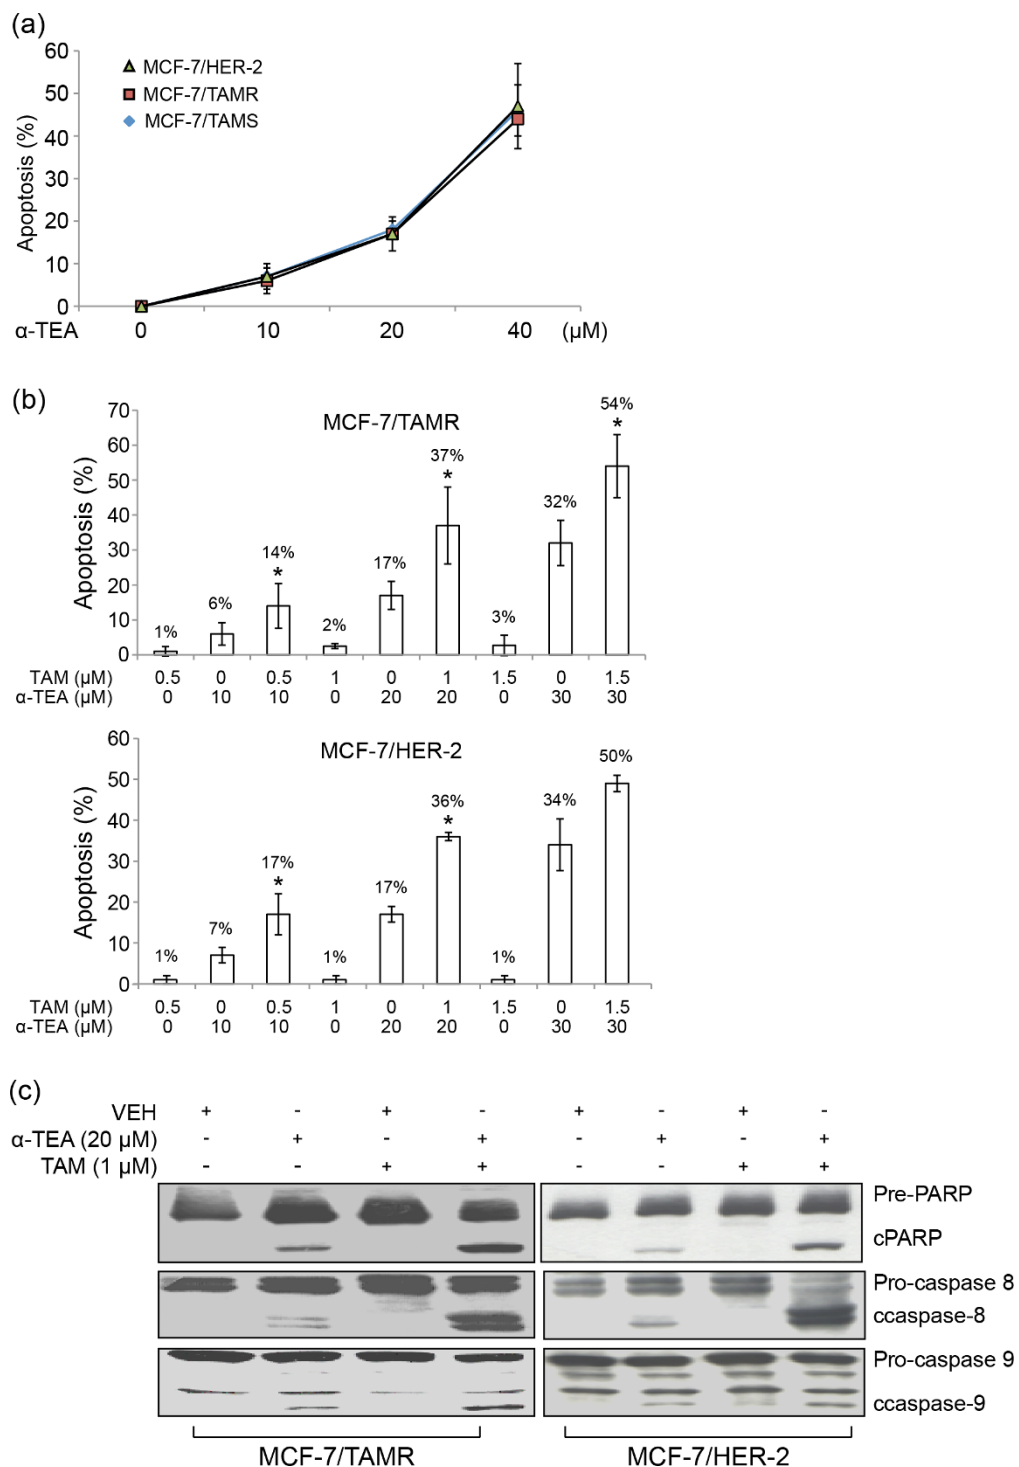 (a)
60
50
40
30
20
10
0
Apoptosis (%)
MCF-7/HER-2
MCF-7/TAMR
MCF-7/TAMS
α-TEA 0 10 20 40 (µM)
(b)
MCF-7/TAMR
70
60
50
40
30
20
10
0
Apoptosis (%)
1% 6% 14% 2% 17% 37% 3% 32% 54%
* * *
TAM (µM) 0.5 0 0.5 1 0 1 1.5 0 1.5
α-TEA (µM) 0 10 10 0 20 20 0 30 30
MCF-7/HER-2
60
50
40
30
20
10
0
Apoptosis (%)
1% 7% 17% 1% 17% 36% 1% 34% 50%
* *
TAM (µM) 0.5 0 0.5 1 0 1 1.5 0 1.5
α-TEA (µM) 0 10 10 0 20 20 0 30 30
(c)
VEH + - + - + - + -
α-TEA (20 µM) - + - + - + - +
TAM (1 µM) - - + + - - + +
Pre-PARP
cPARP
Pro-caspase 8
ccaspase-8
Pro-caspase 9
ccaspase-9
MCF-7/TAMR MCF-7/HER-2